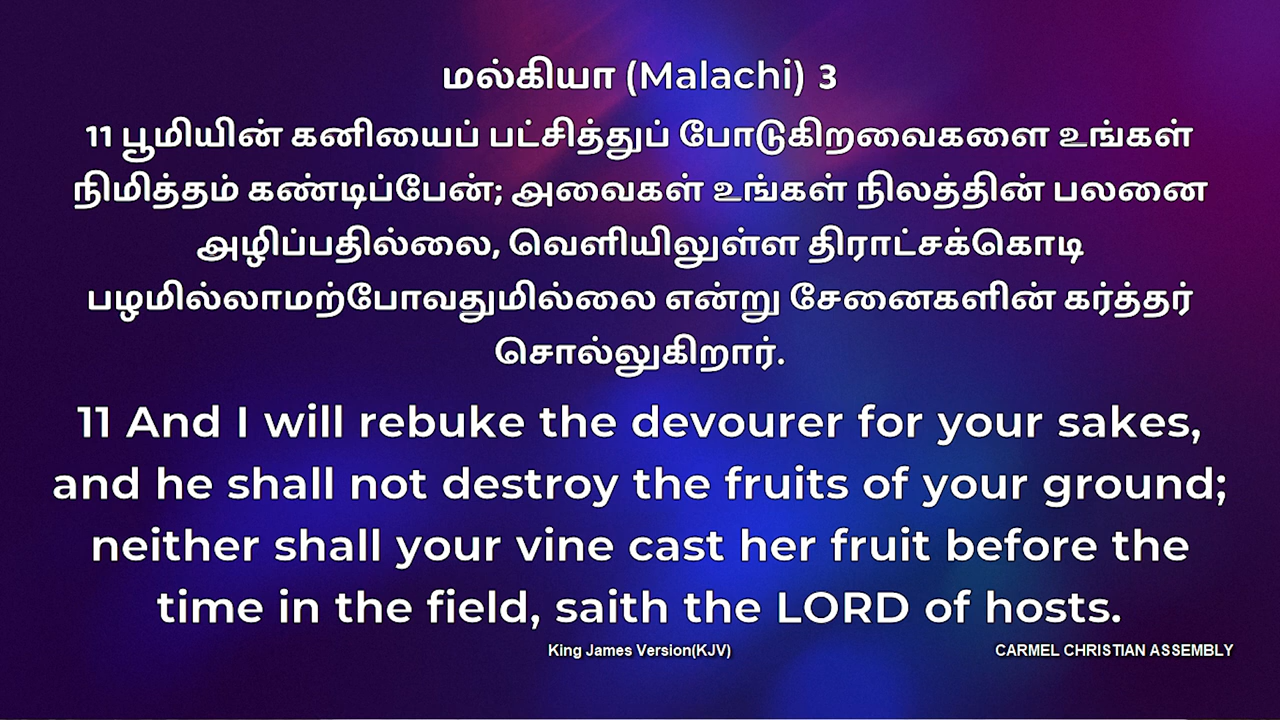 மல்கியா (Malachi) 3
11 பூமியின் கனியைப் பட்சித்துப் போடுகிறவைகளை உங்கள்
நிமித்தம் கண்டிப்பேன்; அவைகள் உங்கள் நிலத்தின் பலனை
அழிப்பதில்லை, வெளியிலுள்ள திராட்சக்கொடி
பழமில்லாமற்போவதுமில்லை என்று சேனைகளின் கர்த்தர்
சொல்லுகிறார்.
11 And I will rebuke the devourer for your sakes,
and he shall not destroy the fruits of your ground;
neither shall your vine cast her fruit before the
time in the field, saith the LORD of hosts.
King James Version(KJV)
CARMEL CHRISTIAN ASSEMBLY